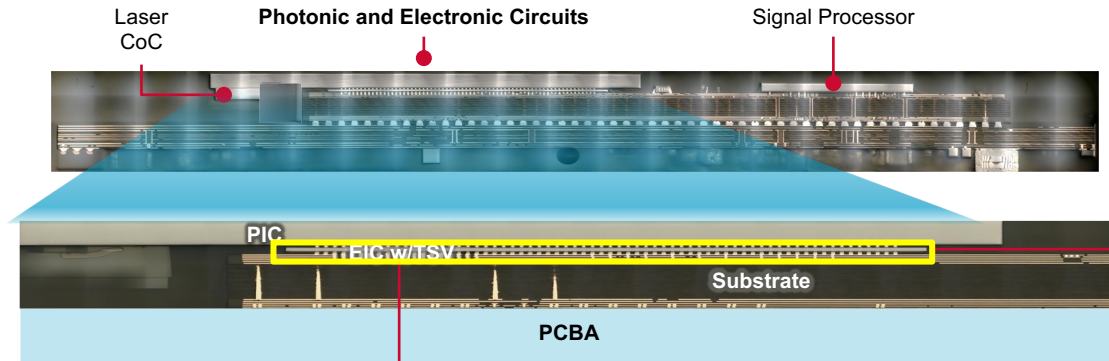 Laser
CoC
Photonic and Electronic Circuits
Signal Processor
PIC
EIC w/TSV
Substrate
PCBA